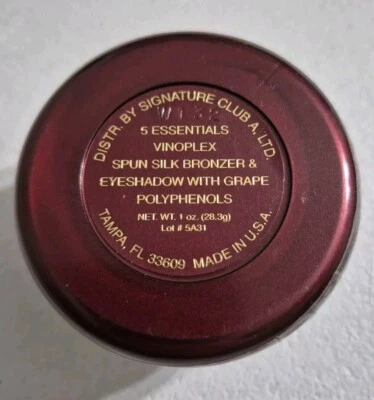 DISTR. BY SIGNATURE CLUB A, LTD.
5 ESSENTIALS
VINOPLEX
SPUN SILK BRONZER &
EYESHADOW WITH GRAPE
POLYPHENOLS
NET. WT. 1 oz. (28.3g)
Lot # 5A31
TAMPA, FL 33609 MADE IN U.S.A.